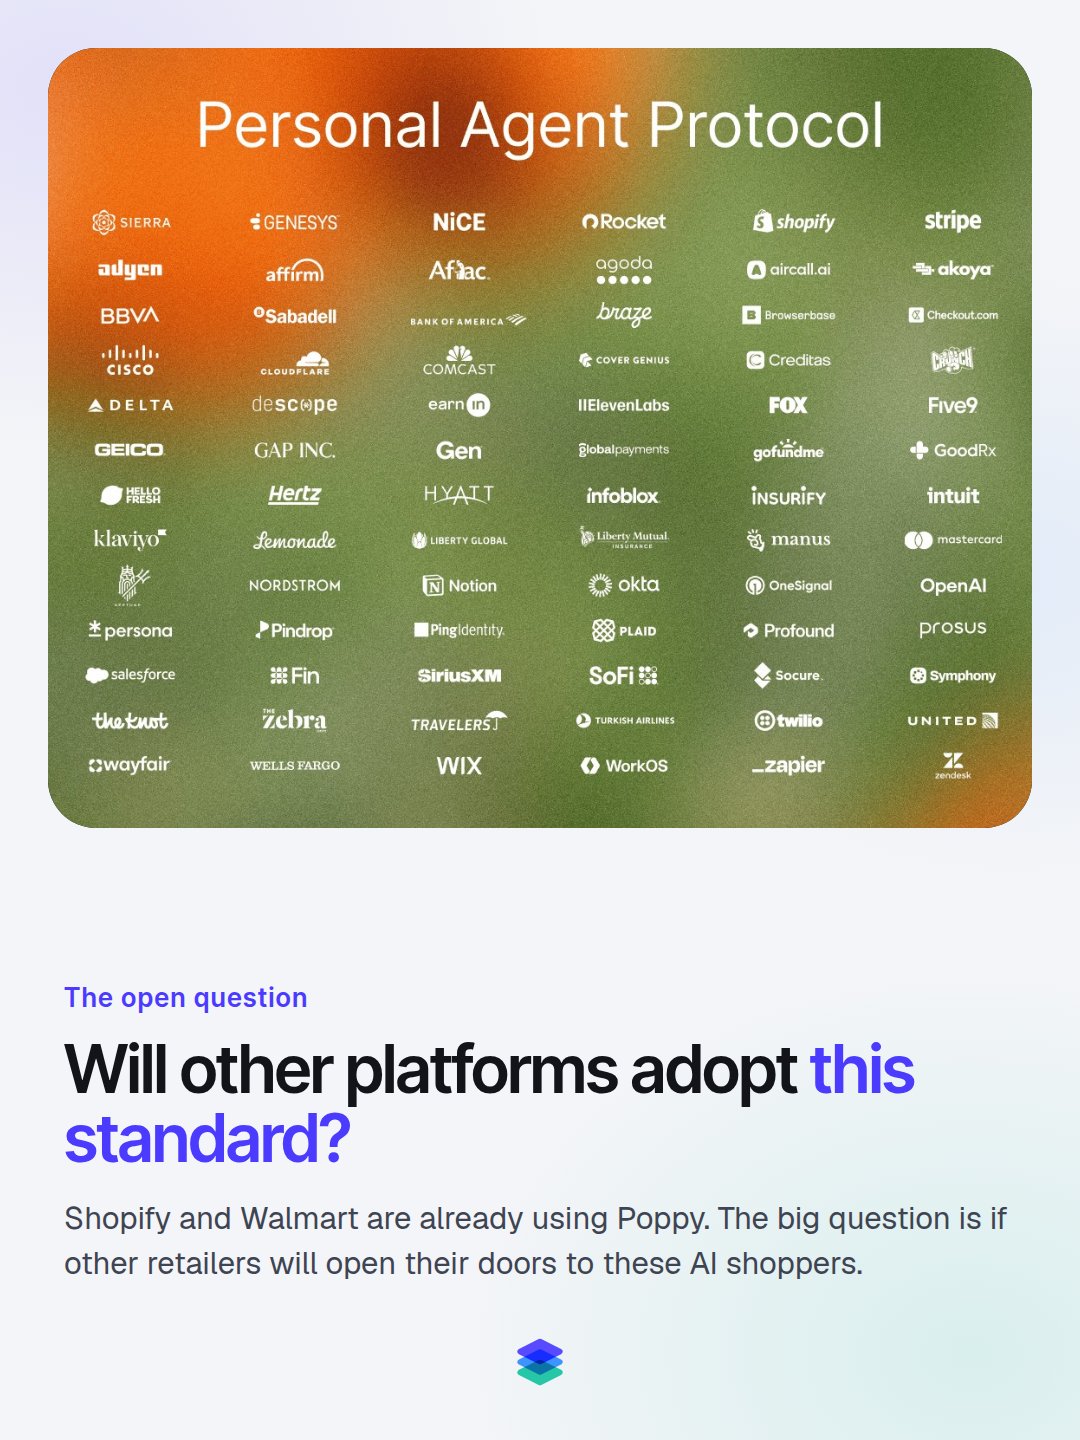 Personal Agent Protocol
SIERRA GENESYS NiCE Rocket shopify stripe
adyen affirm Aflac agoda aircall.ai akoya
BBVA Sabadell BANK OF AMERICA braze Browserbase Checkout.com
CISCO CLOUDFLARE COMCAST COVER GENIUS Creditas CRUNCH
DELTA descope earnin IIElevenLabs FOX Five9
GEICO GAP INC. Gen globalpayments gofundme GoodRx
HELLO FRESH Hertz HYATT infoblox INSURIFY intuit
klaviyo Lemonade LIBERTY GLOBAL Liberty Mutual INSURANCE manus mastercard
NEPTUNE NORDSTROM Notion okta OneSignal OpenAI
persona Pindrop PingIdentity. PLAID Profound prosus
salesforce Fin SiriusXM SoFi Socure. Symphony
the knot THE Zebra TRAVELERS TURKISH AIRLINES twilio UNITED
wayfair WELLS FARGO WIX WorkOS _zapier zendesk
The open question
Will other platforms adopt this
standard?
Shopify and Walmart are already using Poppy. The big question is if
other retailers will open their doors to these AI shoppers.